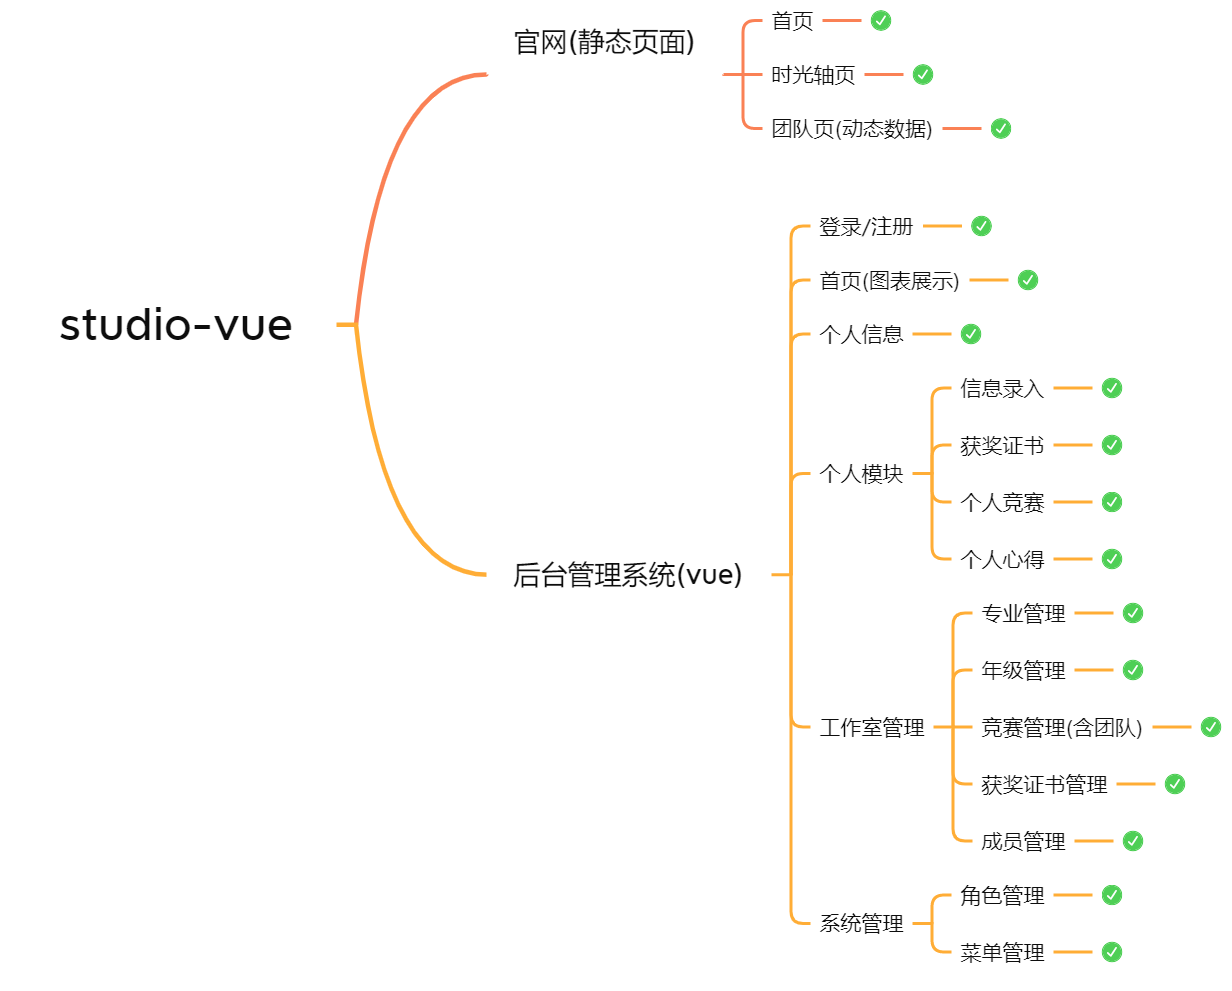 studio-vue
官网(静态页面)
首页
时光轴页
团队页(动态数据)
后台管理系统(vue)
登录/注册
首页(图表展示)
个人信息
个人模块
信息录入
获奖证书
个人竞赛
个人心得
工作室管理
专业管理
年级管理
竞赛管理(含团队)
获奖证书管理
成员管理
系统管理
角色管理
菜单管理